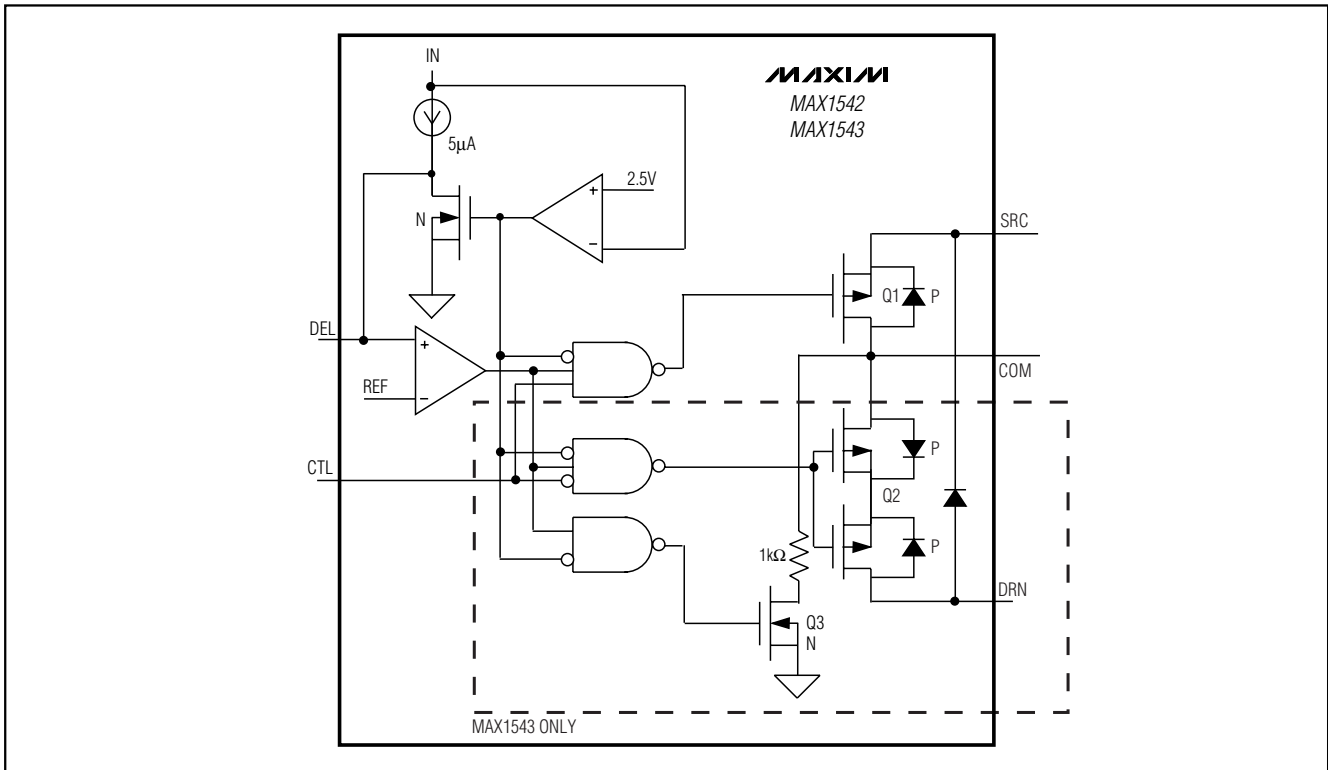 IN
MAXIM
MAX1542
MAX1543
5µA
2.5V
+
N
−
SRC
Q1
P
DEL
+
REF
−
COM
P
CTL
Q2
P
1kΩ
DRN
Q3
N
MAX1543 ONLY